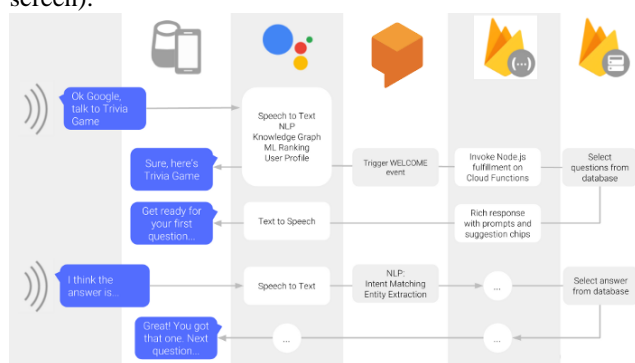 screen).
Ok Google,
talk to Trivia
Game
Speech to Text
NLP
Knowledge Graph
ML Ranking
User Profile
Sure, here's
Trivia Game
Trigger WELCOME
event
Invoke Node.js
fulfillment on
Cloud Functions
Select
questions from
database
Get ready for
your first
question...
Text to Speech
Rich response
with prompts and
suggestion chips
I think the
answer is...
Speech to Text
NLP:
Intent Matching
Entity Extraction
...
Select answer
from database
Great! You got
that one. Next
question...
...
...